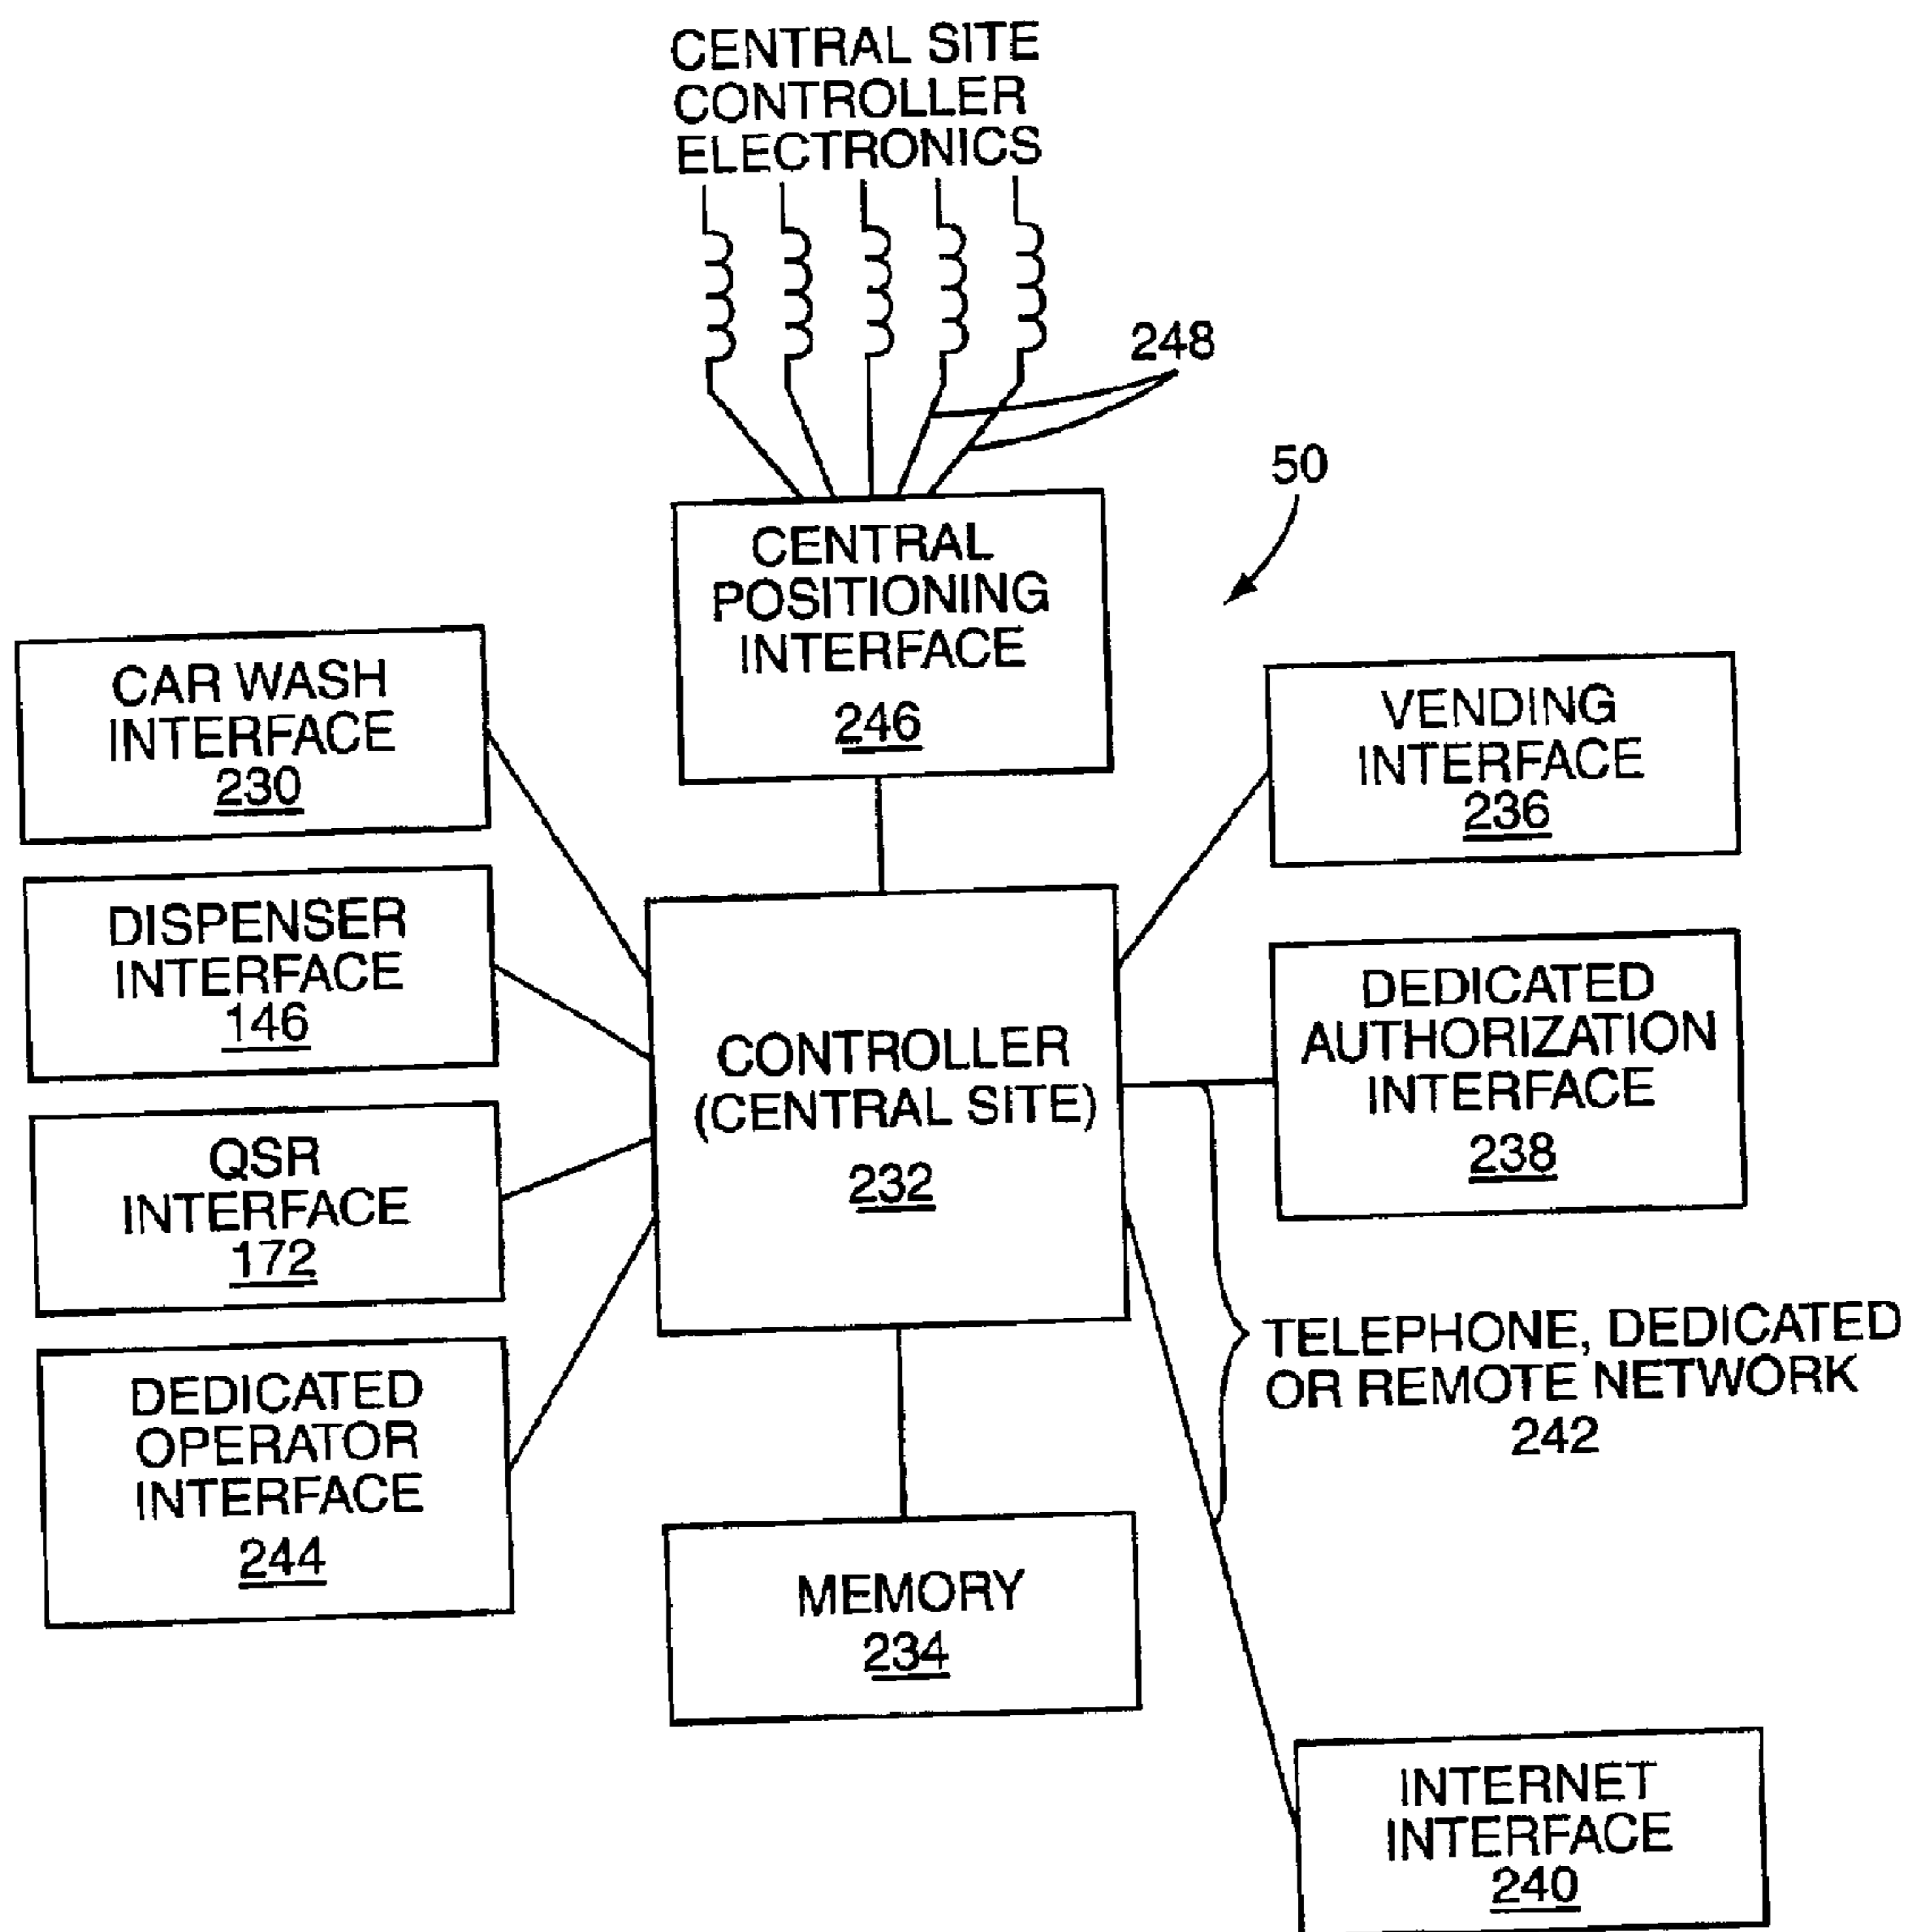 CENTRAL SITE
CONTROLLER
ELECTRONICS
248
50
CENTRAL
POSITIONING
INTERFACE
246
CAR WASH
INTERFACE
230
VENDING
INTERFACE
236
DISPENSER
INTERFACE
146
CONTROLLER
(CENTRAL SITE)
232
DEDICATED
AUTHORIZATION
INTERFACE
238
QSR
INTERFACE
172
TELEPHONE, DEDICATED
OR REMOTE NETWORK
242
DEDICATED
OPERATOR
INTERFACE
244
MEMORY
234
INTERNET
INTERFACE
240